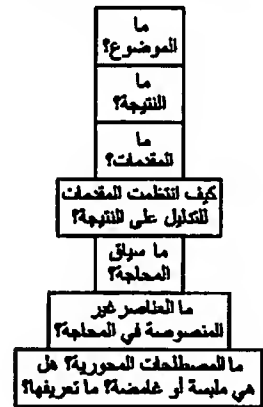 ما
الموضوع؟
ما
النتيجة؟
ما
المقدمات؟
كيف انتظمت المقدمات
للتدليل على النتيجة؟
ما سياق
المحاجة؟
ما العناصر غير
المنصوصة في المحاجة؟
ما المصطلحات المحورية؟ هل
هي ملبسة أو غامضة؟ ما تعريفها؟